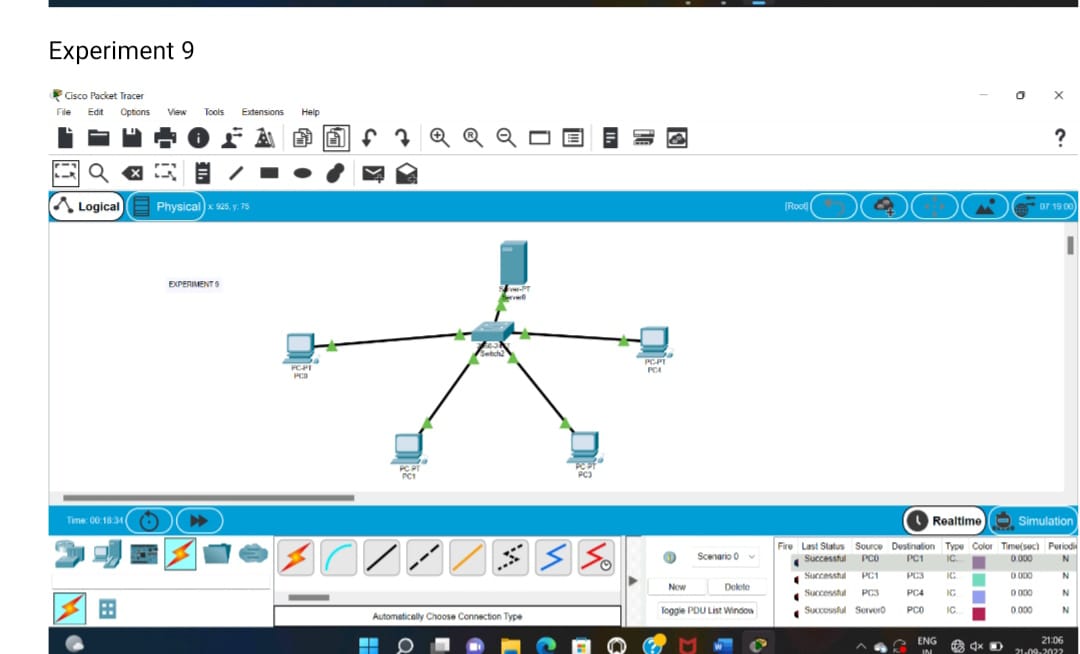 Experiment 9
Cisco Packet Tracer
File Edit Options View Tools Extensions Help
Logical Physical x: 925, y: 75 [Root] 07:19:00
EXPERIMENT 9
Server-PT
Server0
Switch2
PC-PT
PC0
PC-PT
PC4
PC-PT
PC1
PC-PT
PC3
Time: 00:18:34 Realtime Simulation
Scenario 0
New Delete
Toggle PDU List Window
Automatically Choose Connection Type
Fire Last Status Source Destination Type Color Time(sec) Periodi
Successful PC0 PC1 IC... 0.000 N
Successful PC1 PC3 IC... 0.000 N
Successful PC3 PC4 IC... 0.000 N
Successful Server0 PC0 IC... 0.000 N
ENG
IN
21:06
21-09-2022